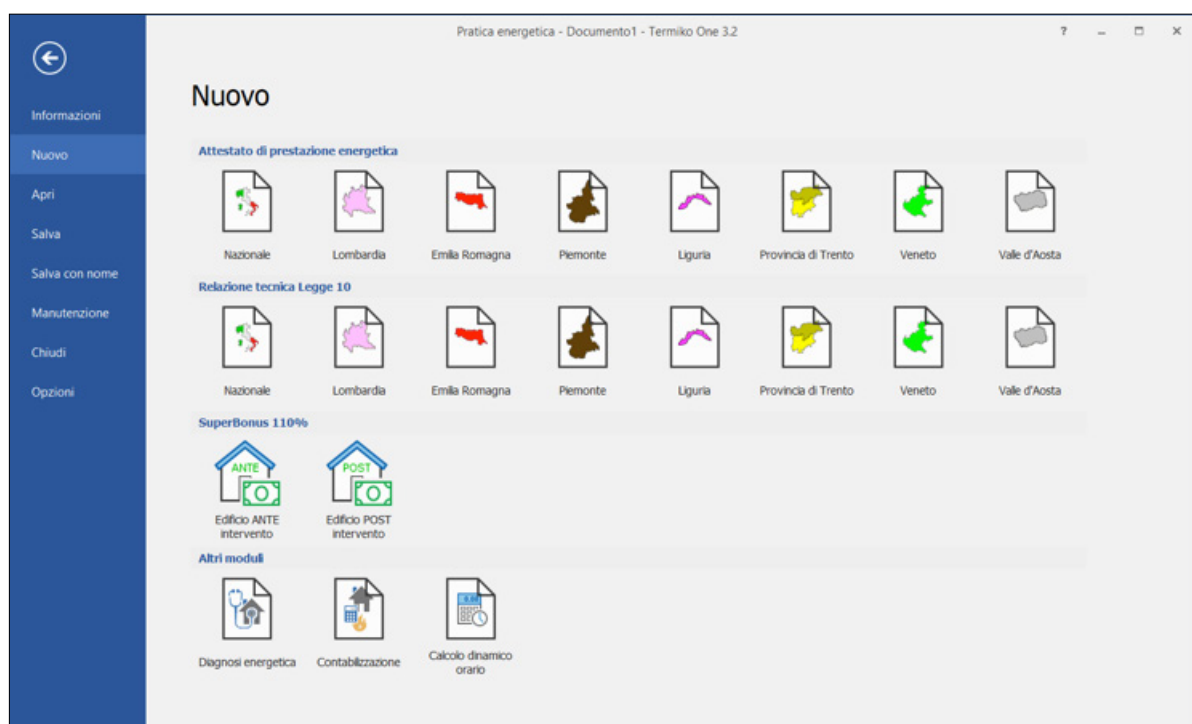 Pratica energetica - Documento1 - Termiko One 3.2
?
Informazioni
Nuovo
Apri
Salva
Salva con nome
Manutenzione
Chiudi
Opzioni
Nuovo
Attestato di prestazione energetica
Nazionale Lombardia Emilia Romagna Piemonte Liguria Provincia di Trento Veneto Valle d'Aosta
Relazione tecnica Legge 10
Nazionale Lombardia Emilia Romagna Piemonte Liguria Provincia di Trento Veneto Valle d'Aosta
SuperBonus 110%
ANTE POST
Edificio ANTE intervento
Edificio POST intervento
Altri moduli
Diagnosi energetica Contabilizzazione Calcolo dinamico
orario